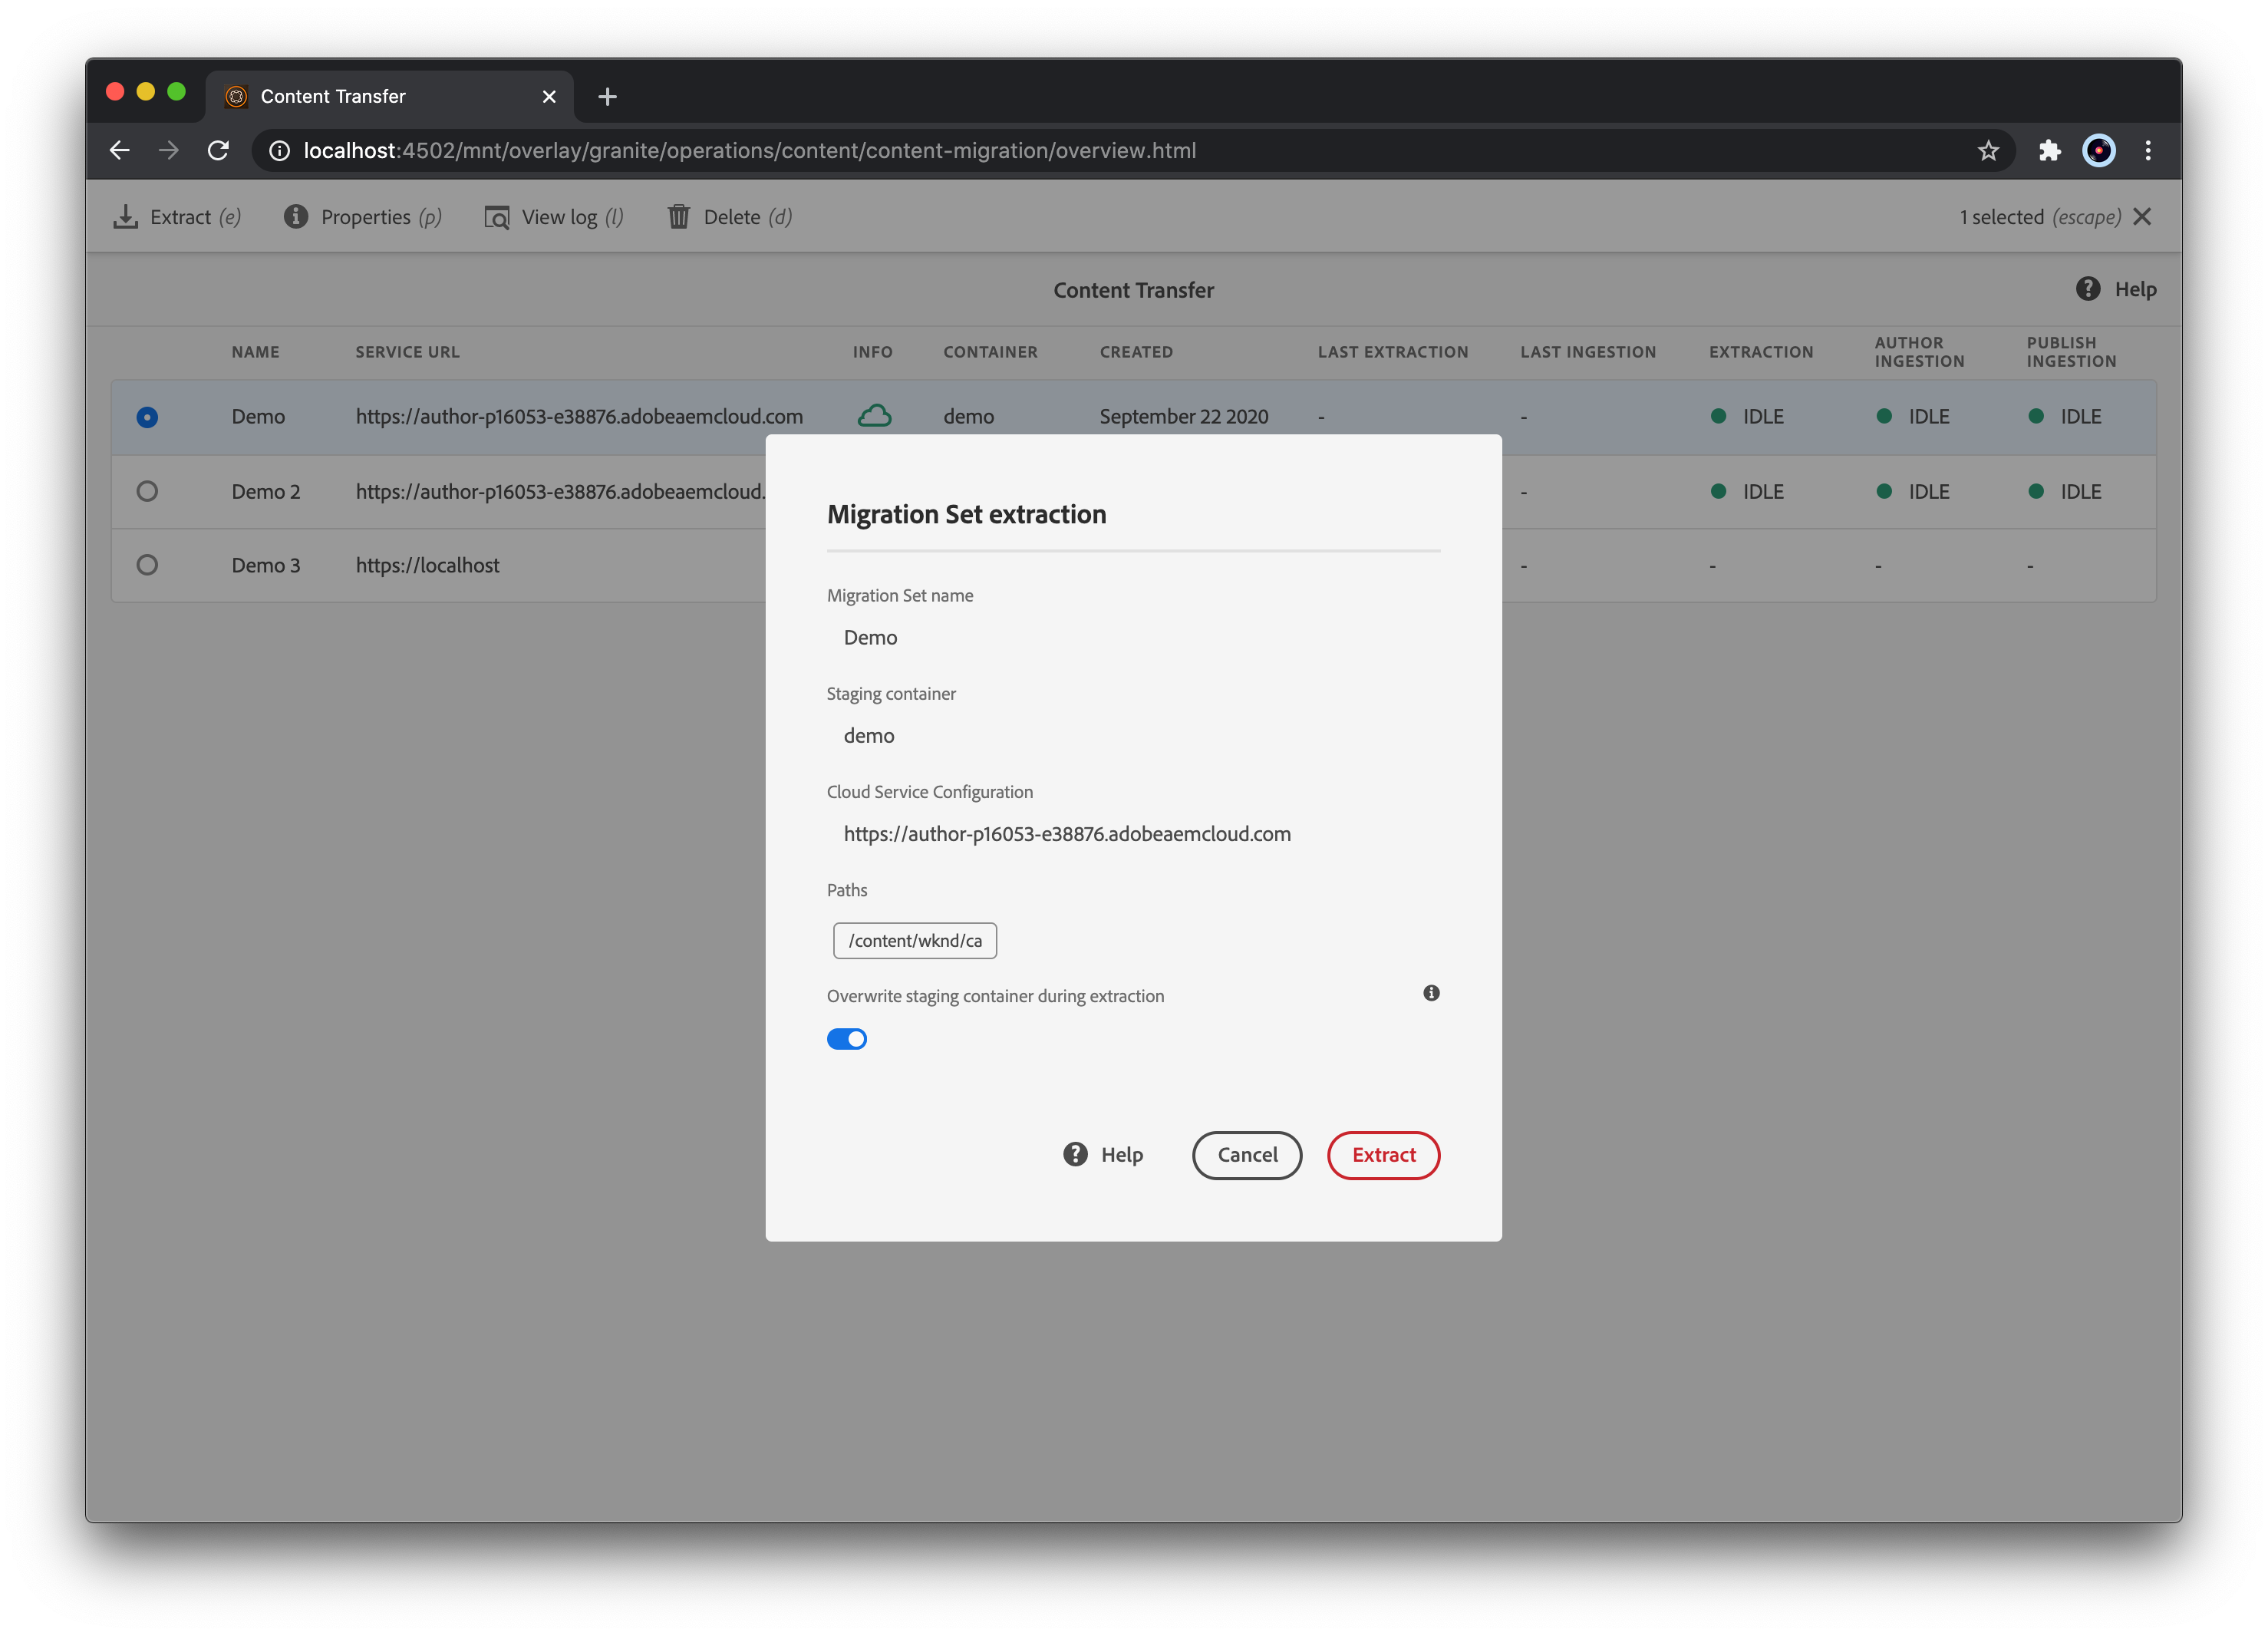 Content Transfer
localhost:4502/mnt/overlay/granite/operations/content/content-migration/overview.html
Extract (e) Properties (p) View log (l) Delete (d) 1 selected (escape)
Content Transfer Help
NAME SERVICE URL INFO CONTAINER CREATED LAST EXTRACTION LAST INGESTION EXTRACTION AUTHOR INGESTION PUBLISH INGESTION
Demo https://author-p16053-e38876.adobeaemcloud.com demo September 22 2020 - - IDLE IDLE IDLE
Demo 2 https://author-p16053-e38876.adobeaemcloud. - IDLE IDLE IDLE
Demo 3 https://localhost - - - -
Migration Set extraction
Migration Set name
Demo
Staging container
demo
Cloud Service Configuration
https://author-p16053-e38876.adobeaemcloud.com
Paths
/content/wknd/ca
Overwrite staging container during extraction
Help Cancel Extract